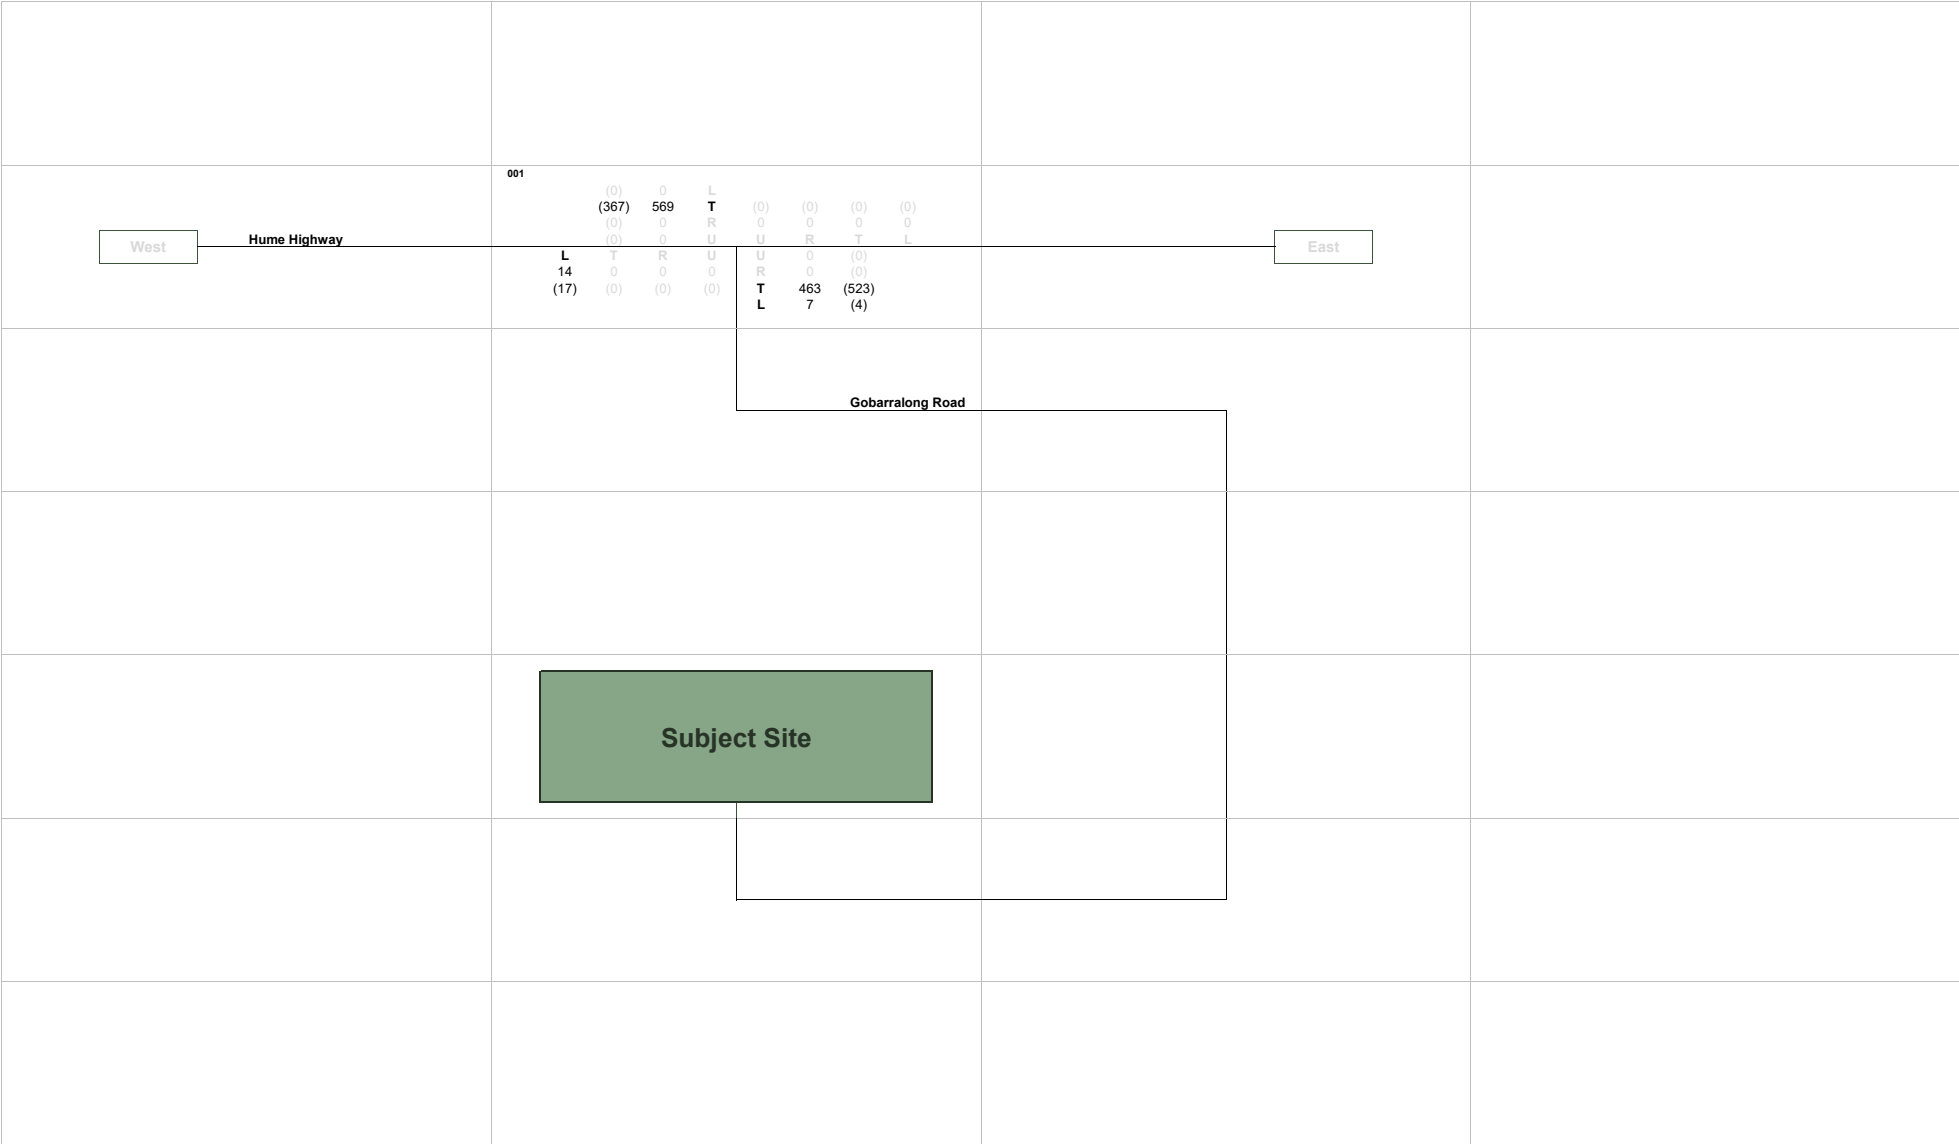 001
(0) 0 L
(367) 569 T (0) (0) (0) (0)
(0) 0 R 0 0 0 0
West Hume Highway (0) 0 U U R T L East
L T R U U 0 (0)
14 0 0 0 R 0 (0)
(17) (0) (0) (0) T 463 (523)
L 7 (4)
Gobarralong Road
Subject Site